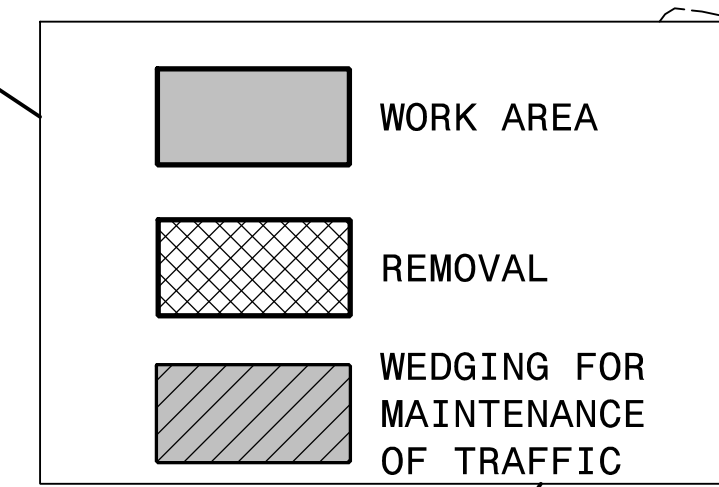 WORK AREA
REMOVAL
WEDGING FOR
MAINTENANCE
OF TRAFFIC